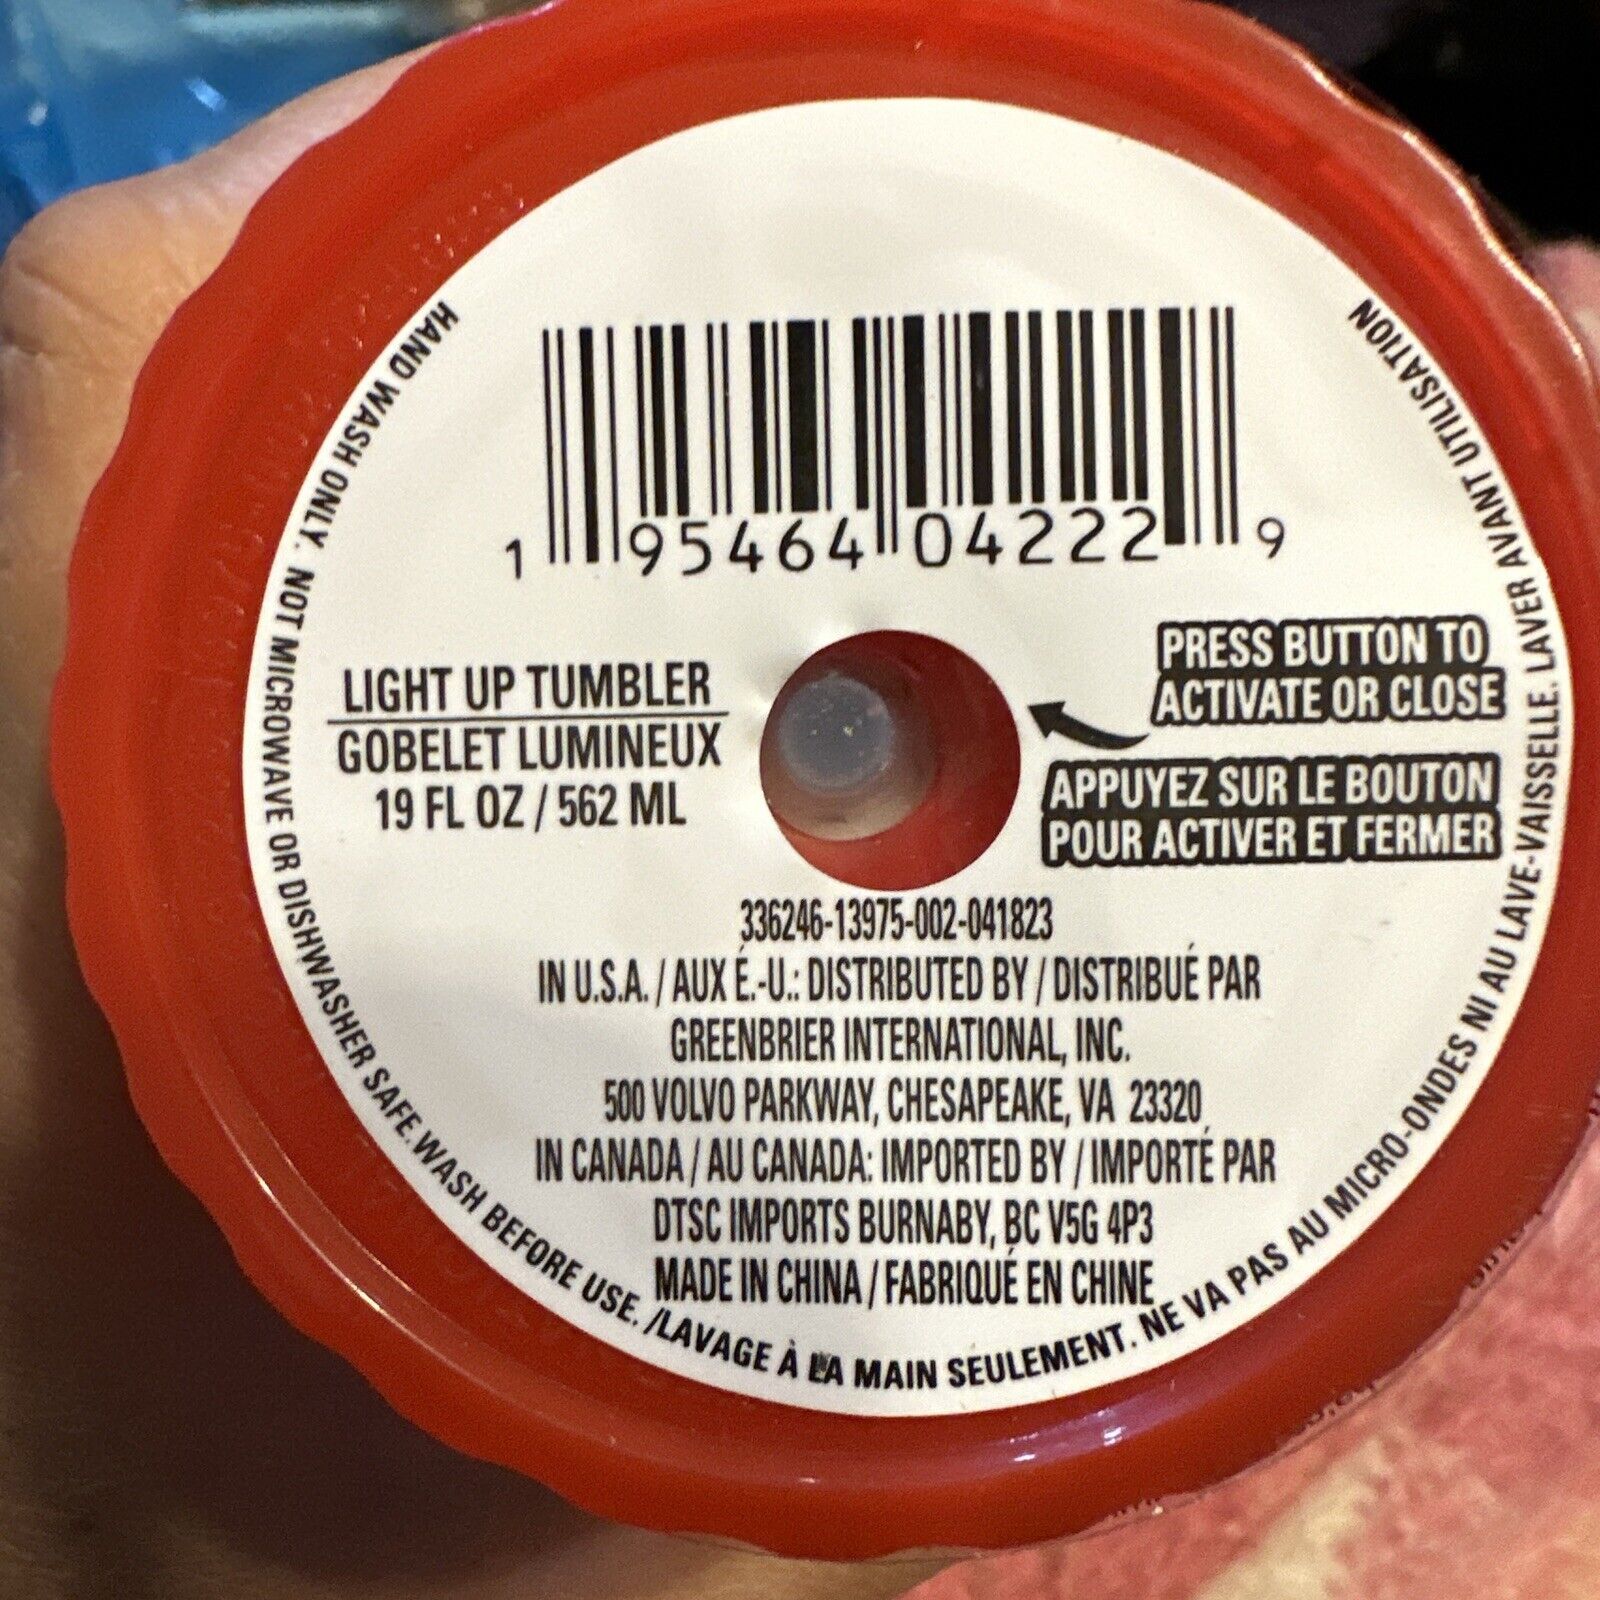 1 95464 04222 9
LIGHT UP TUMBLER
GOBELET LUMINEUX
19 FL OZ / 562 ML
PRESS BUTTON TO
ACTIVATE OR CLOSE
APPUYEZ SUR LE BOUTON
POUR ACTIVER ET FERMER
336246-13975-002-041823
IN U.S.A. / AUX É.-U.: DISTRIBUTED BY / DISTRIBUÉ PAR
GREENBRIER INTERNATIONAL, INC.
500 VOLVO PARKWAY, CHESAPEAKE, VA 23320
IN CANADA / AU CANADA: IMPORTED BY / IMPORTÉ PAR
DTSC IMPORTS BURNABY, BC V5G 4P3
MADE IN CHINA / FABRIQUÉ EN CHINE
HAND WASH ONLY. NOT MICROWAVE OR DISHWASHER SAFE. WASH BEFORE USE. /LAVAGE À LA MAIN SEULEMENT. NE VA PAS AU MICRO-ONDES NI AU LAVE-VAISSELLE. LAVER AVANT UTILISATION